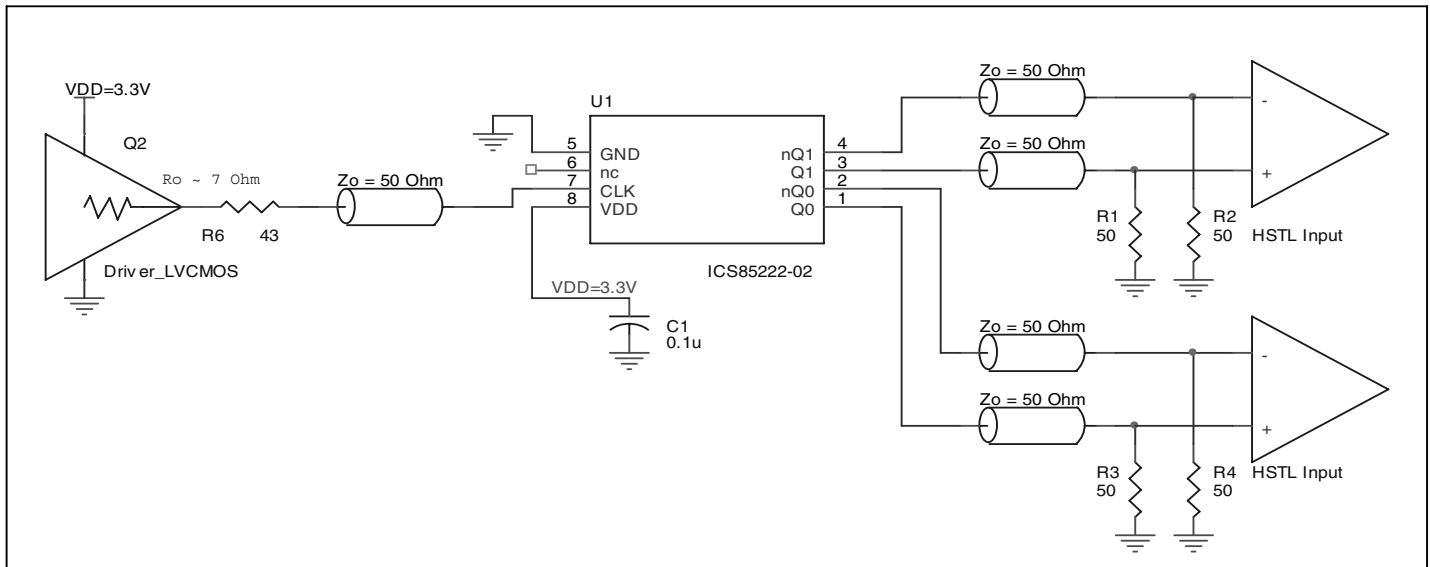 VDD=3.3V
Q2
Ro ~ 7 Ohm
R6
43
Driver_LVCMOS
Zo = 50 Ohm
U1
5
6
7
8
GND
nc
CLK
VDD
nQ1
Q1
nQ0
Q0
4
3
2
1
ICS85222-02
VDD=3.3V
C1
0.1u
Zo = 50 Ohm
Zo = 50 Ohm
-
+
R1
50
R2
50
HSTL Input
Zo = 50 Ohm
Zo = 50 Ohm
-
+
R3
50
R4
50
HSTL Input